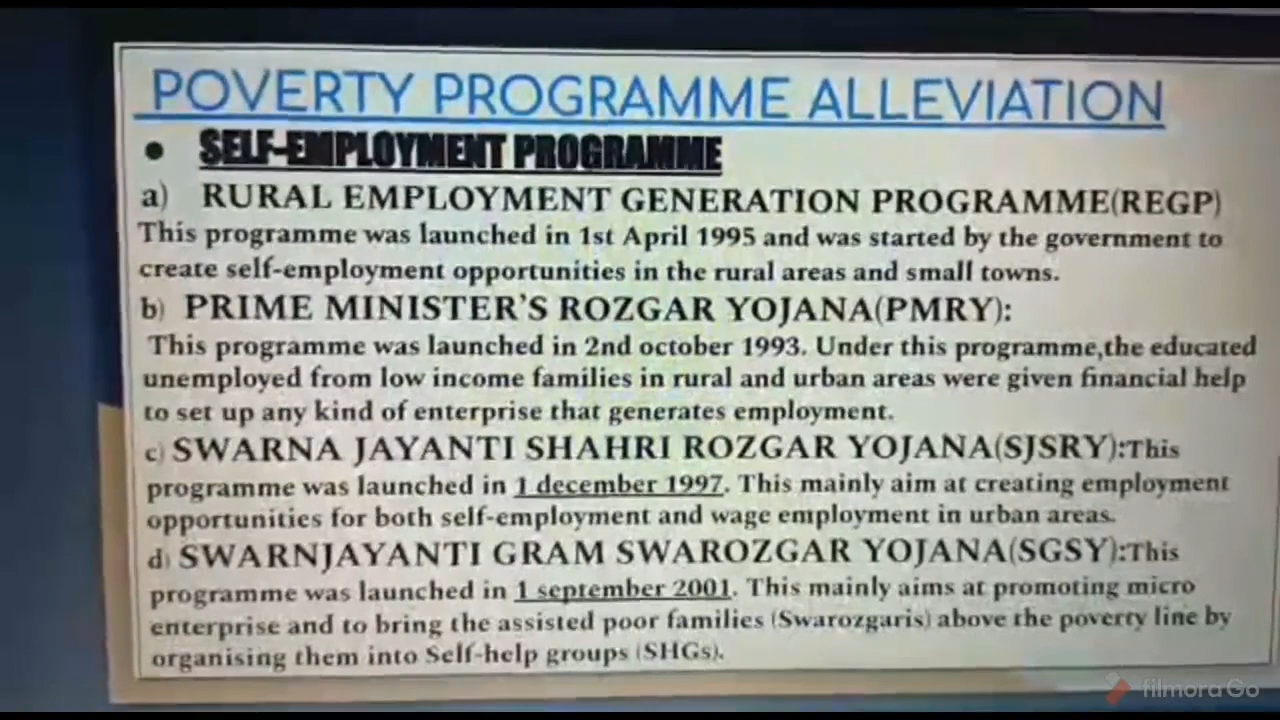 POVERTY PROGRAMME ALLEVIATION
● SELF-EMPLOYMENT PROGRAMME
a) RURAL EMPLOYMENT GENERATION PROGRAMME(REGP)
This programme was launched in 1st April 1995 and was started by the government to
create self-employment opportunities in the rural areas and small towns.
b) PRIME MINISTER'S ROZGAR YOJANA(PMRY):
This programme was launched in 2nd october 1993. Under this programme,the educated
unemployed from low income families in rural and urban areas were given financial help
to set up any kind of enterprise that generates employment.
c) SWARNA JAYANTI SHAHRI ROZGAR YOJANA(SJSRY):This
programme was launched in 1 december 1997. This mainly aim at creating employment
opportunities for both self-employment and wage employment in urban areas.
d) SWARNJAYANTI GRAM SWAROZGAR YOJANA(SGSY):This
programme was launched in 1 september 2001. This mainly aims at promoting micro
enterprise and to bring the assisted poor families (Swarozgaris) above the poverty line by
organising them into Self-help groups (SHGs).
filmora Go